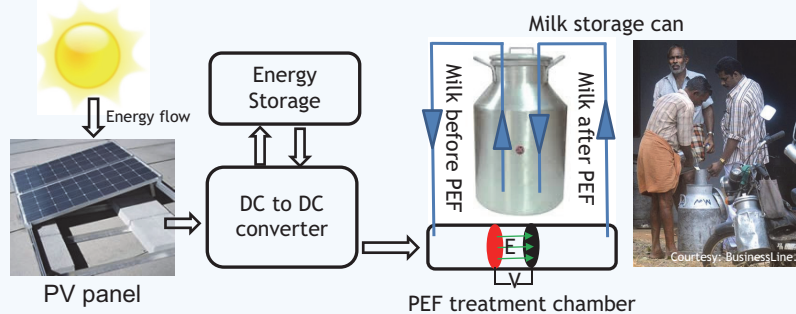 Milk storage can
Energy flow
Energy
Storage
DC to DC
converter
Milk before PEF
Milk after PEF
E
V
PV panel
PEF treatment chamber
Courtesy: BusinessLine.